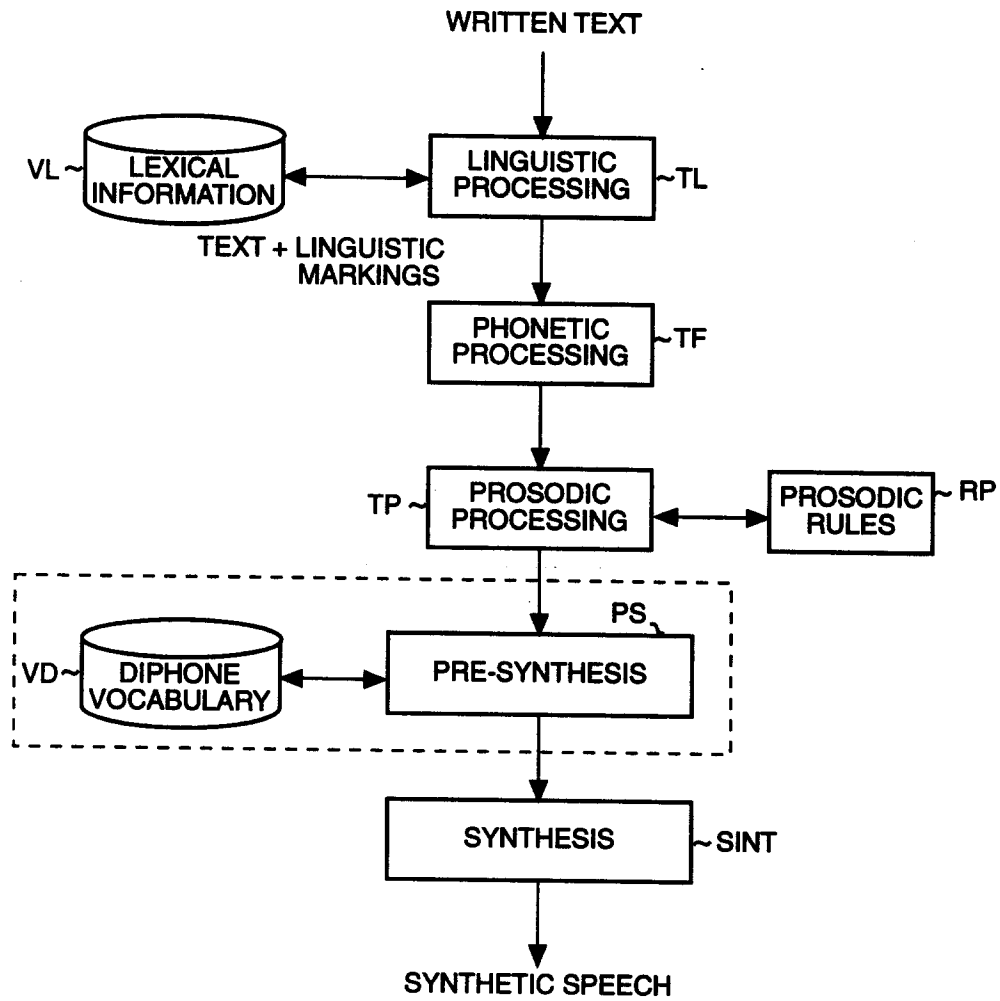 WRITTEN TEXT
VL
LEXICAL
INFORMATION
LINGUISTIC
PROCESSING
TL
TEXT + LINGUISTIC
MARKINGS
PHONETIC
PROCESSING
TF
TP
PROSODIC
PROCESSING
PROSODIC
RULES
RP
PS
VD
DIPHONE
VOCABULARY
PRE-SYNTHESIS
SYNTHESIS
SINT
SYNTHETIC SPEECH